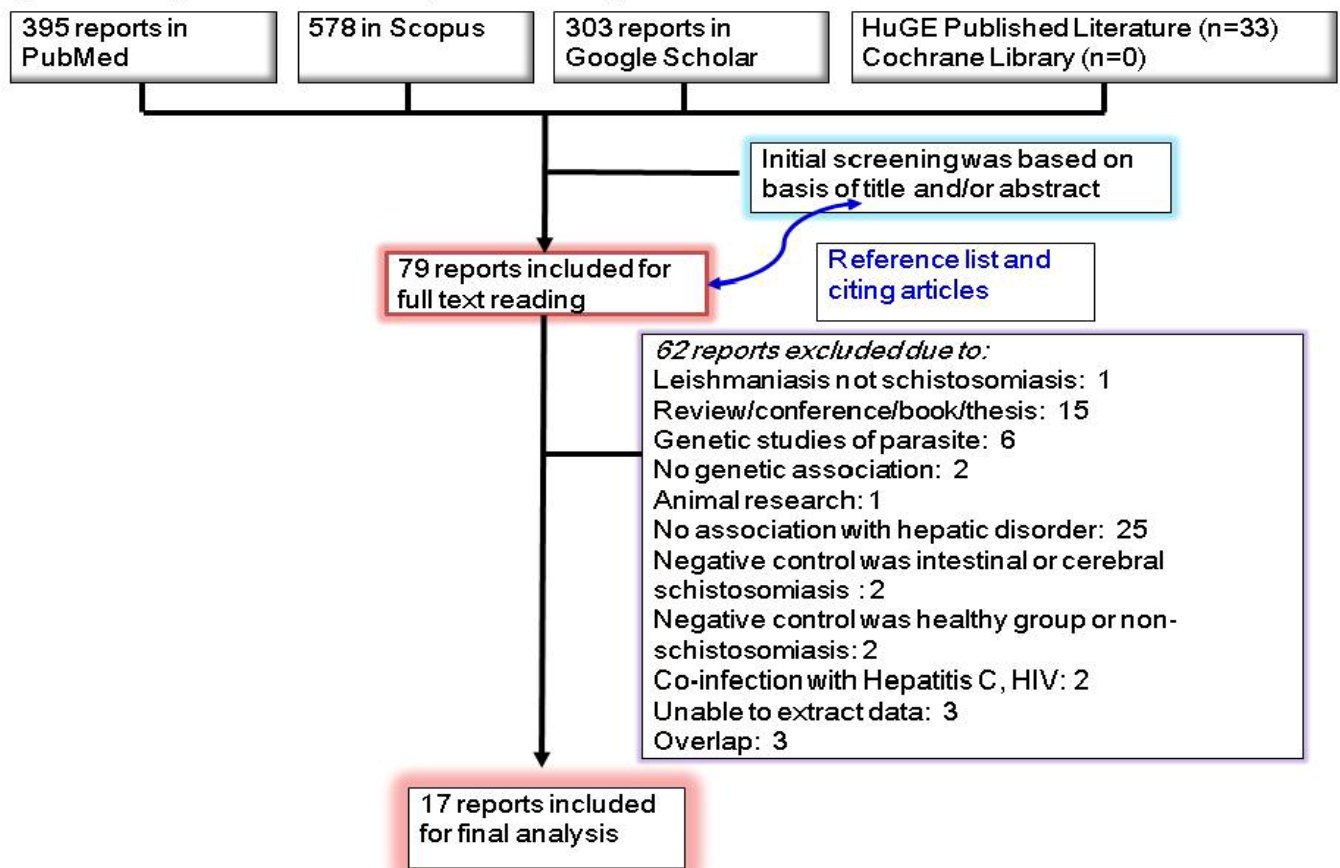 395 reports in
PubMed
578 in Scopus
303 reports in
Google Scholar
HuGE Published Literature (n=33)
Cochrane Library (n=0)
Initial screening was based on
basis of title and/or abstract
79 reports included for
full text reading
Reference list and
citing articles
62 reports excluded due to:
Leishmaniasis not schistosomiasis: 1
Review/conference/book/thesis: 15
Genetic studies of parasite: 6
No genetic association: 2
Animal research: 1
No association with hepatic disorder: 25
Negative control was intestinal or cerebral
schistosomiasis : 2
Negative control was healthy group or non-
schistosomiasis: 2
Co-infection with Hepatitis C, HIV: 2
Unable to extract data: 3
Overlap: 3
17 reports included
for final analysis